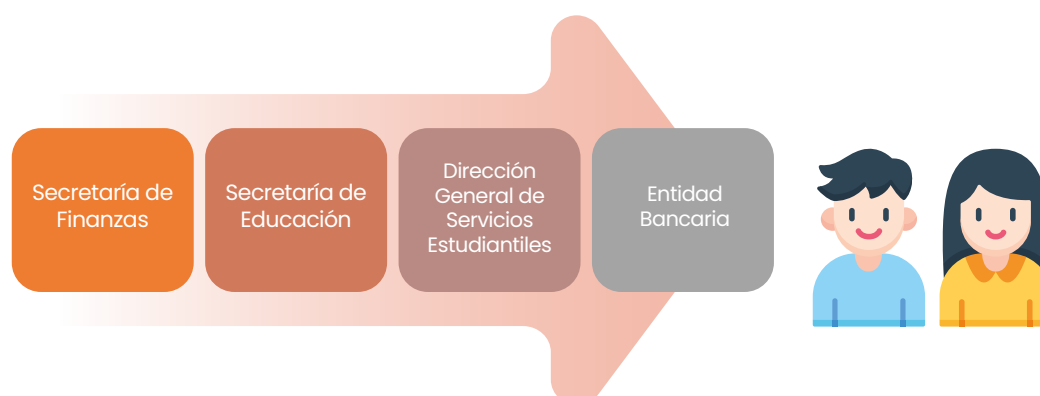 Secretaría de
Finanzas
Secretaría de
Educación
Dirección
General de
Servicios
Estudiantiles
Entidad
Bancaria